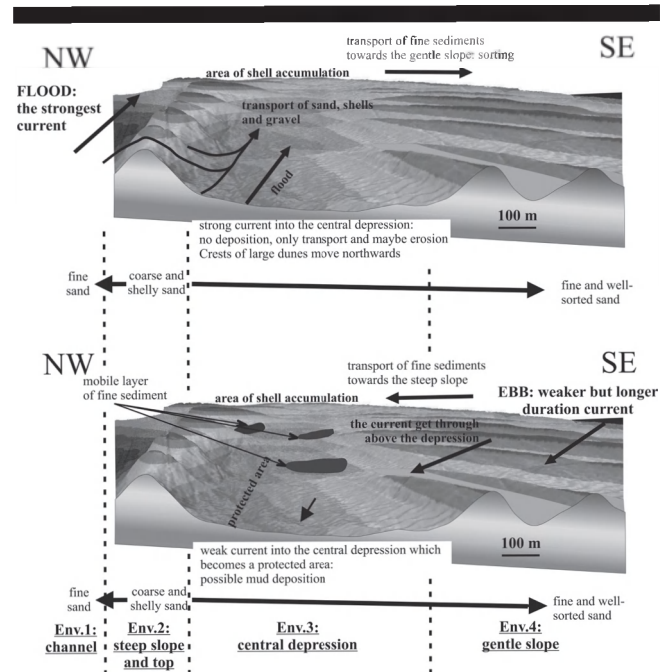 NW
SE
transport of fine sediments
towards the gentle slope: sorting
area of shell accumulation
FLOOD:
the strongest
current
transport of sand, shells
and gravel
flood
100 m
strong current into the central depression:
no deposition, only transport and maybe erosion
Crests of large dunes move northwards
fine
sand
coarse and
shelly sand
fine and well-
sorted sand
NW
SE
mobile layer
of fine sediment
transport of fine sediments
towards the steep slope
area of shell accumulation
EBB: weaker but longer
duration current
the current get through
above the depression
protected area
100 m
weak current into the central depression which
becomes a protected area:
possible mud deposition
fine
sand
coarse and
shelly sand
fine and well-
sorted sand
Env.1:
channel
Env.2:
steep slope
and top
Env.3:
central depression
Env.4:
gentle slope